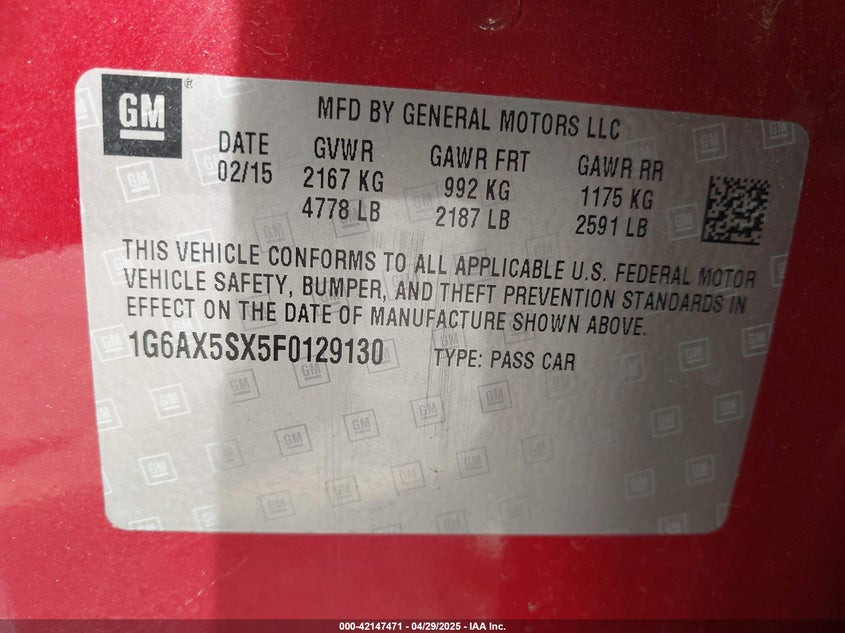 GM
MFD BY GENERAL MOTORS LLC
DATE GVWR GAWR FRT GAWR RR
02/15 2167 KG 992 KG 1175 KG
4778 LB 2187 LB 2591 LB
THIS VEHICLE CONFORMS TO ALL APPLICABLE U.S. FEDERAL MOTOR
VEHICLE SAFETY, BUMPER, AND THEFT PREVENTION STANDARDS IN
EFFECT ON THE DATE OF MANUFACTURE SHOWN ABOVE.
1G6AX5SX5F0129130 TYPE: PASS CAR
000-42147471 | 04/29/2025 - IAA Inc.